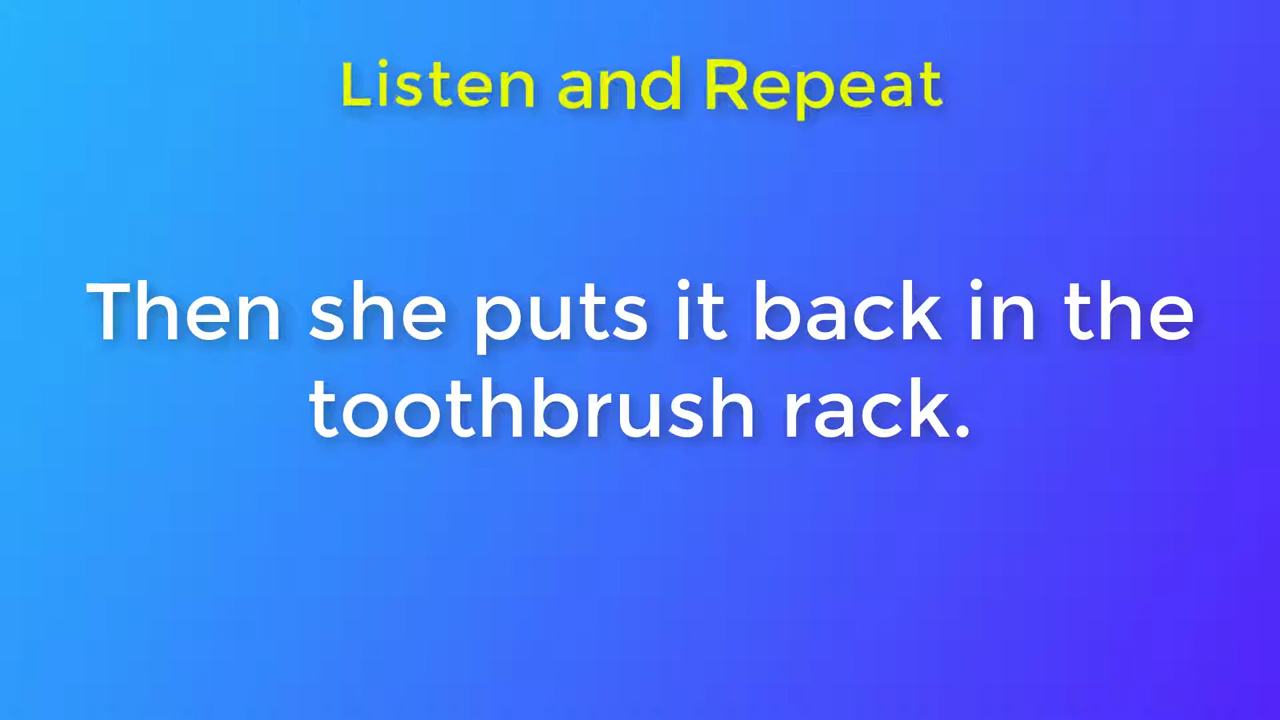 Listen and Repeat
Then she puts it back in the
toothbrush rack.